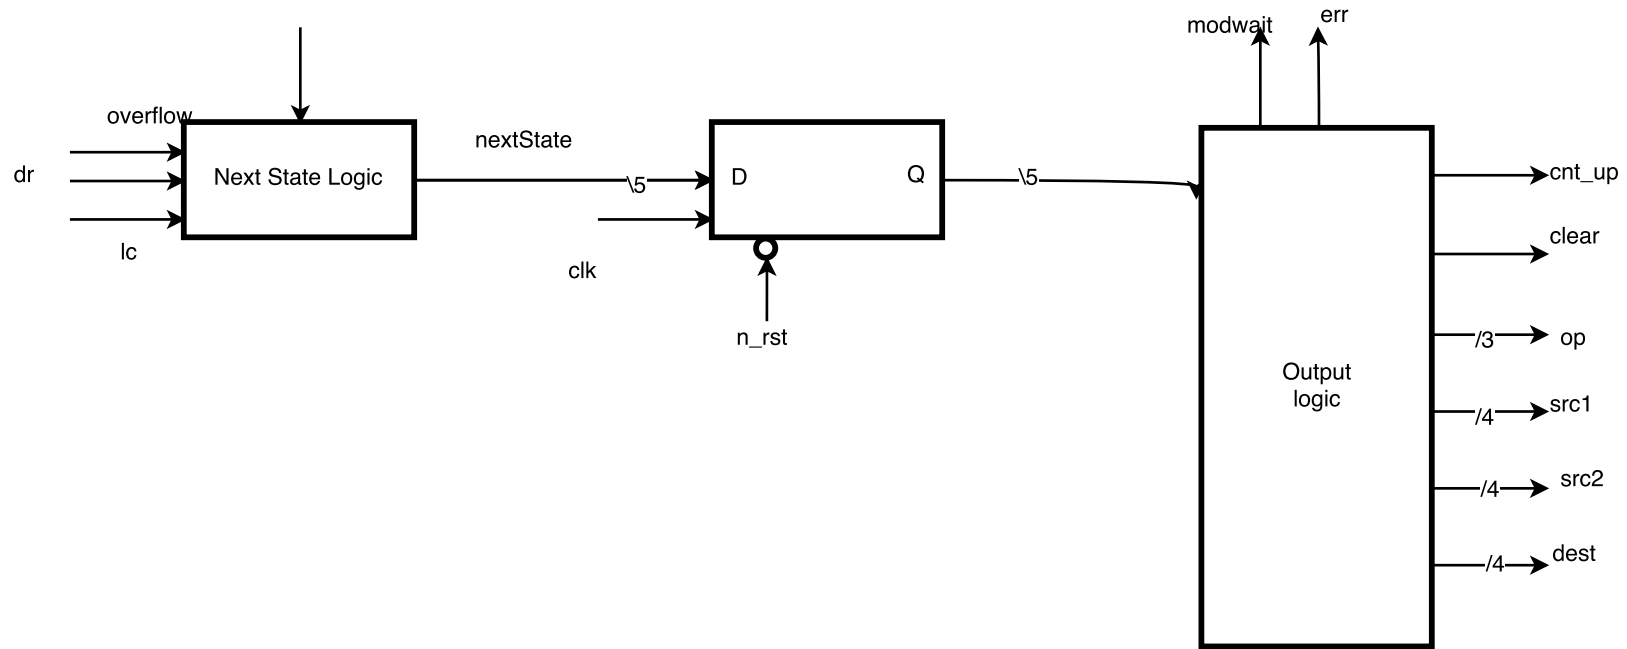 modwait
err
overflow
dr
Next State Logic
lc
nextState
\5
clk
D
Q
n_rst
\5
Output
logic
cnt_up
clear
/3
op
/4
src1
/4
src2
/4
dest